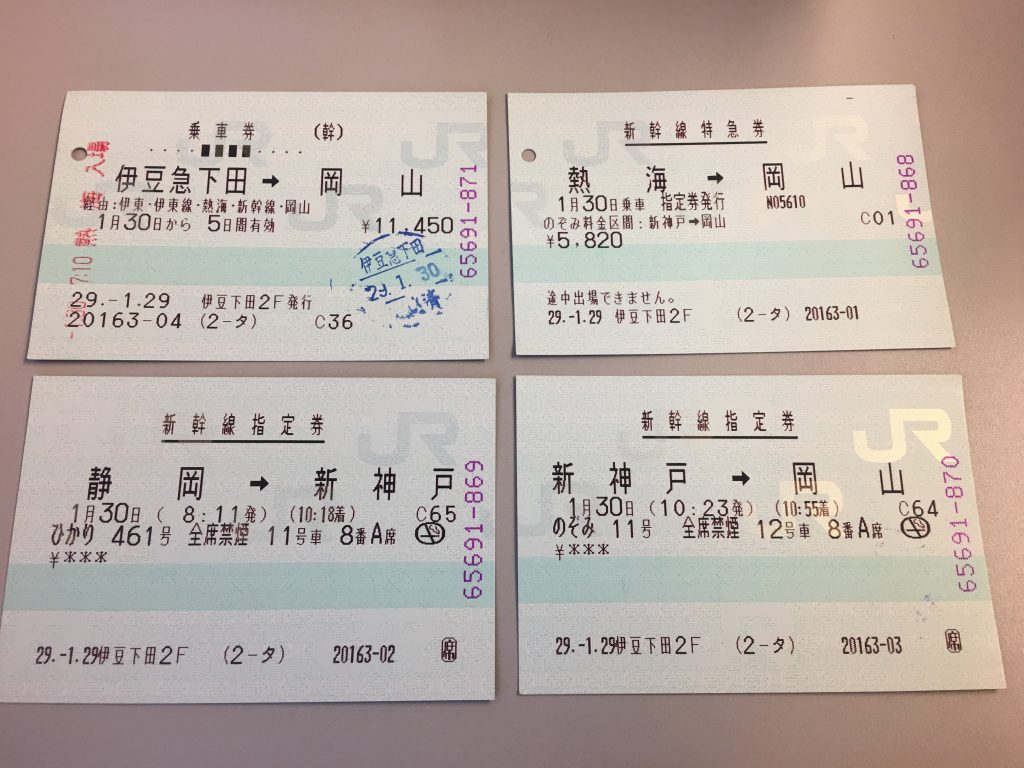 乗車券 (幹)
伊豆急下田 → 岡山
経由:伊東・伊東線・熱海・新幹線・岡山
1月30日から 5日間有効 ¥11,450
29.-1.29 伊豆下田2F発行
20163-04 (2-タ) C36
65691-871
入場
7:10
伊豆急下田
29.1.30
JR
新幹線特急券
熱海 → 岡山
1月30日乗車 指定券発行 NO5610
のぞみ料金区間:新神戸→岡山 C01
¥5,820
途中出場できません。
29.-1.29 伊豆下田2F (2-タ) 20163-01
65691-868
JR
新幹線指定券
静岡 → 新神戸
1月30日 (8:11発) (10:18着) C65
ひかり 461号 全席禁煙 11号車 8番A席
¥***
29.-1.29伊豆下田2F (2-タ) 20163-02 席
65691-869
JR
新幹線指定券
新神戸 → 岡山
1月30日 (10:23発) (10:55着) C64
のぞみ 11号 全席禁煙 12号車 8番A席
¥***
29.-1.29伊豆下田2F (2-タ) 20163-03 席
65691-870
JR